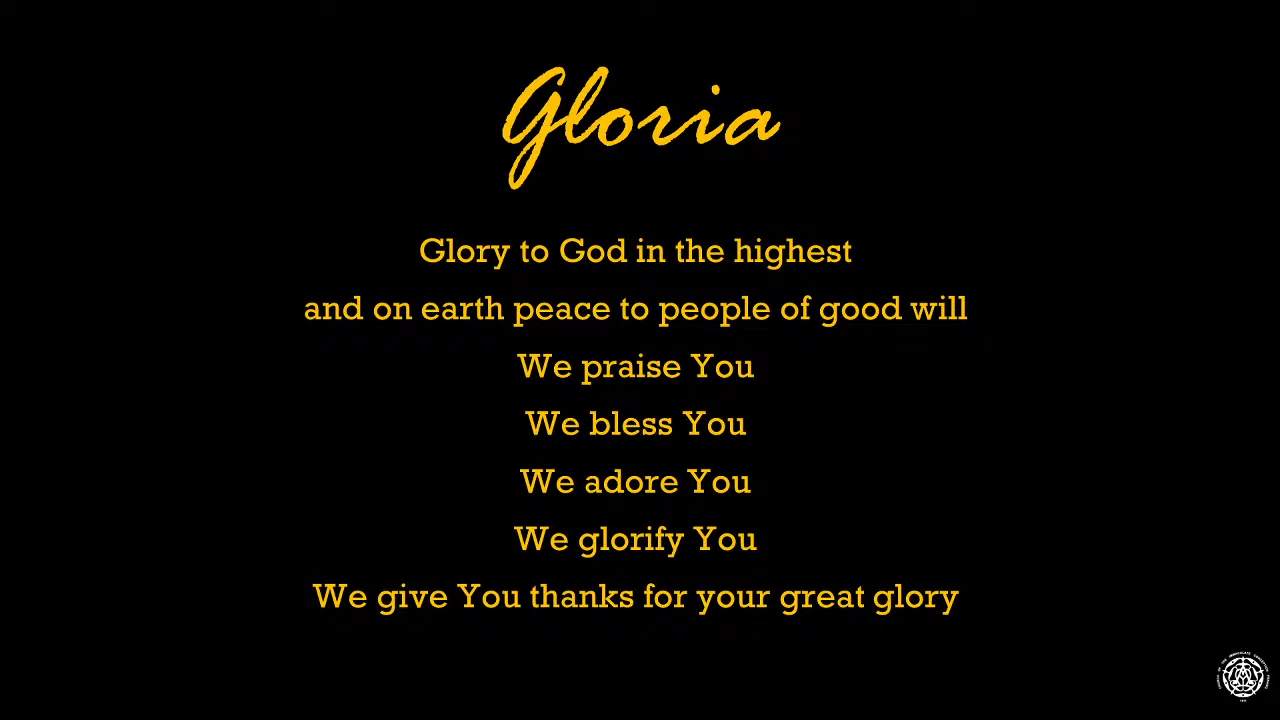 Gloria
Glory to God in the highest
and on earth peace to people of good will
We praise You
We bless You
We adore You
We glorify You
We give You thanks for your great glory